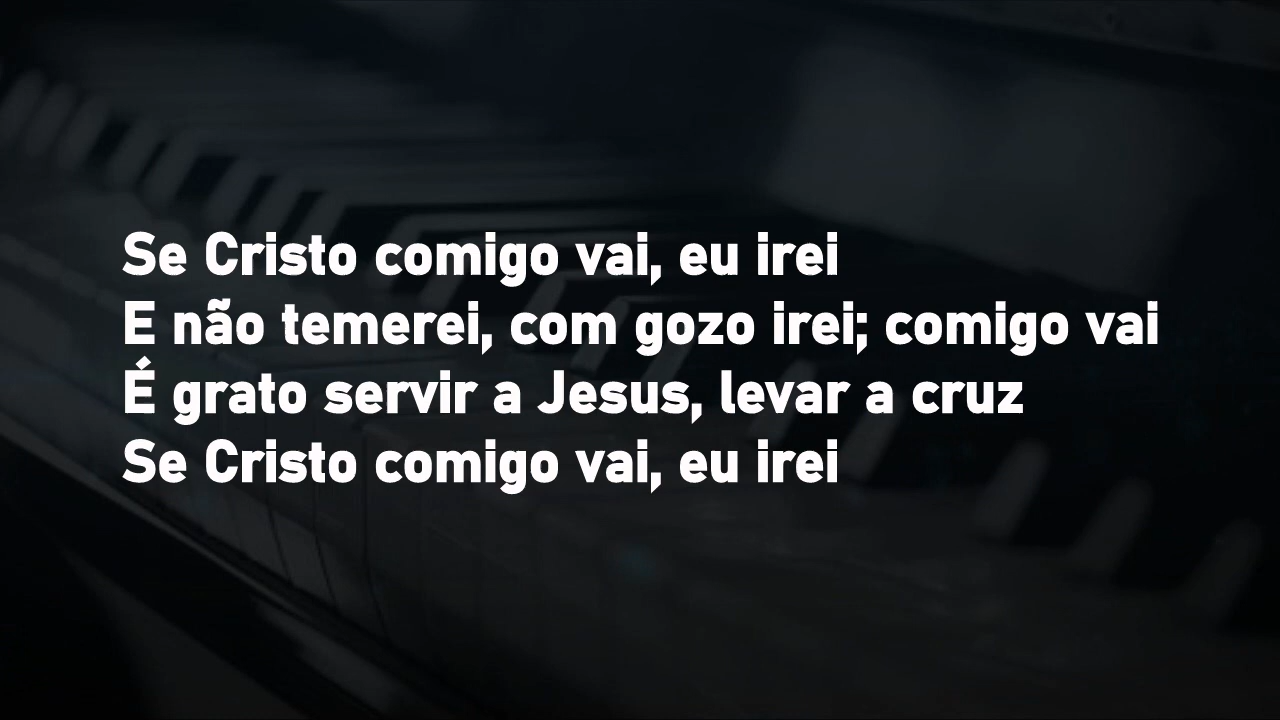 Se Cristo comigo vai, eu irei
E não temerei, com gozo irei; comigo vai
É grato servir a Jesus, levar a cruz
Se Cristo comigo vai, eu irei